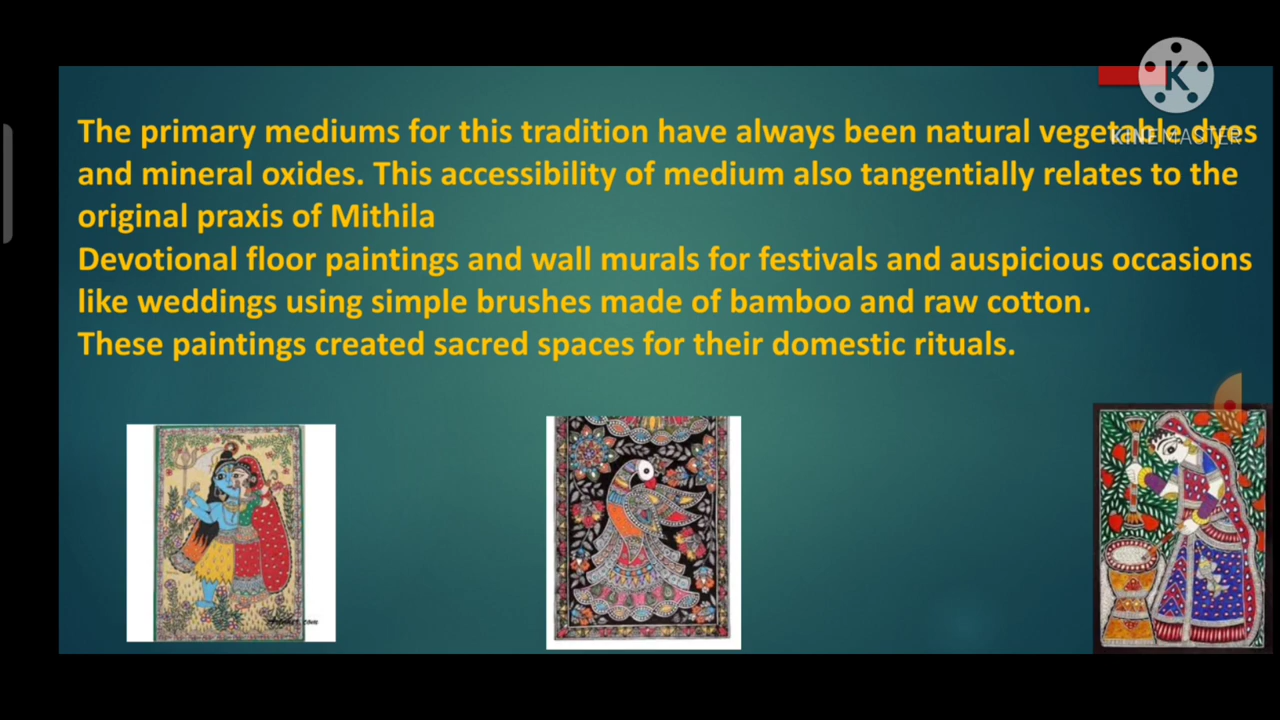 K
KINEMASTER
The primary mediums for this tradition have always been natural vegetable dyes
and mineral oxides. This accessibility of medium also tangentially relates to the
original praxis of Mithila
Devotional floor paintings and wall murals for festivals and auspicious occasions
like weddings using simple brushes made of bamboo and raw cotton.
These paintings created sacred spaces for their domestic rituals.